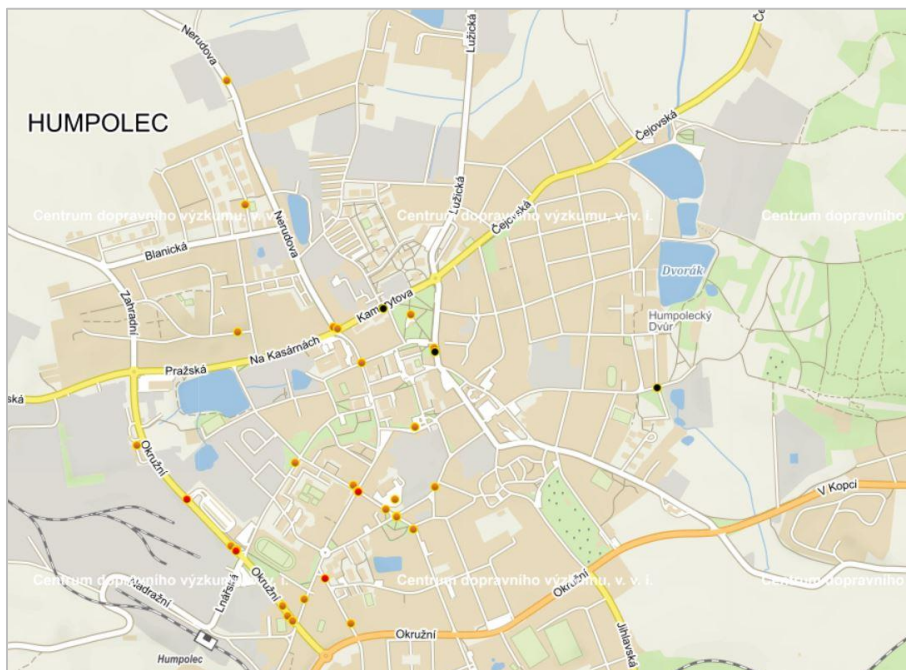 Nerudova
Lužická
Če
HUMPOLEC
Čejovská
Centrum dopravního výzkumu, v. v. i.
Centrum dopravního výzkumu, v. v. i.
Centrum dopravního
Lužická
Nerudova
Čejovská
Blanická
Dvorák
Zahradní
Kamarytova
Humpolecký
Dvůr
Na Kasárnách
Pražská
ská
Okružní
V Kopci
Centrum dopravního výzkumu, v. v. i.
Centrum dopravního výzkumu, v. v. i.
Centrum dopravního
Okružní
Okružní
Nádražní
Lnářská
Okružní
Jihlavská
Humpolec